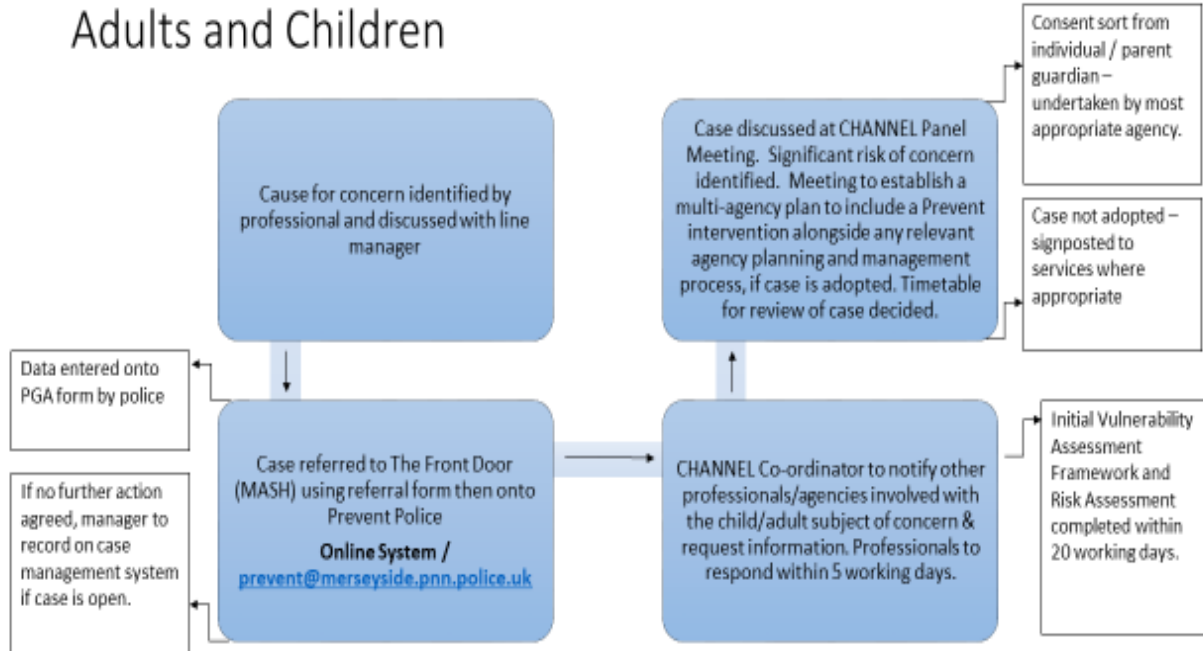 Adults and Children
Cause for concern identified by
professional and discussed with line
manager
Data entered onto
PGA form by police
If no further action
agreed, manager to
record on case
management system
if case is open.
Case referred to The Front Door
(MASH) using referral form then onto
Prevent Police
Online System /
prevent@merseyside.pnn.police.uk
CHANNEL Co-ordinator to notify other
professionals/agencies involved with
the child/adult subject of concern &
request information. Professionals to
respond within 5 working days.
Initial Vulnerability
Assessment
Framework and
Risk Assessment
completed within
20 working days.
Case discussed at CHANNEL Panel
Meeting.  Significant risk of concern
identified.  Meeting to establish a
multi-agency plan to include a Prevent
intervention alongside any relevant
agency planning and management
process, if case is adopted. Timetable
for review of case decided.
Consent sort from
individual / parent
guardian –
undertaken by most
appropriate agency.
Case not adopted –
signposted to
services where
appropriate